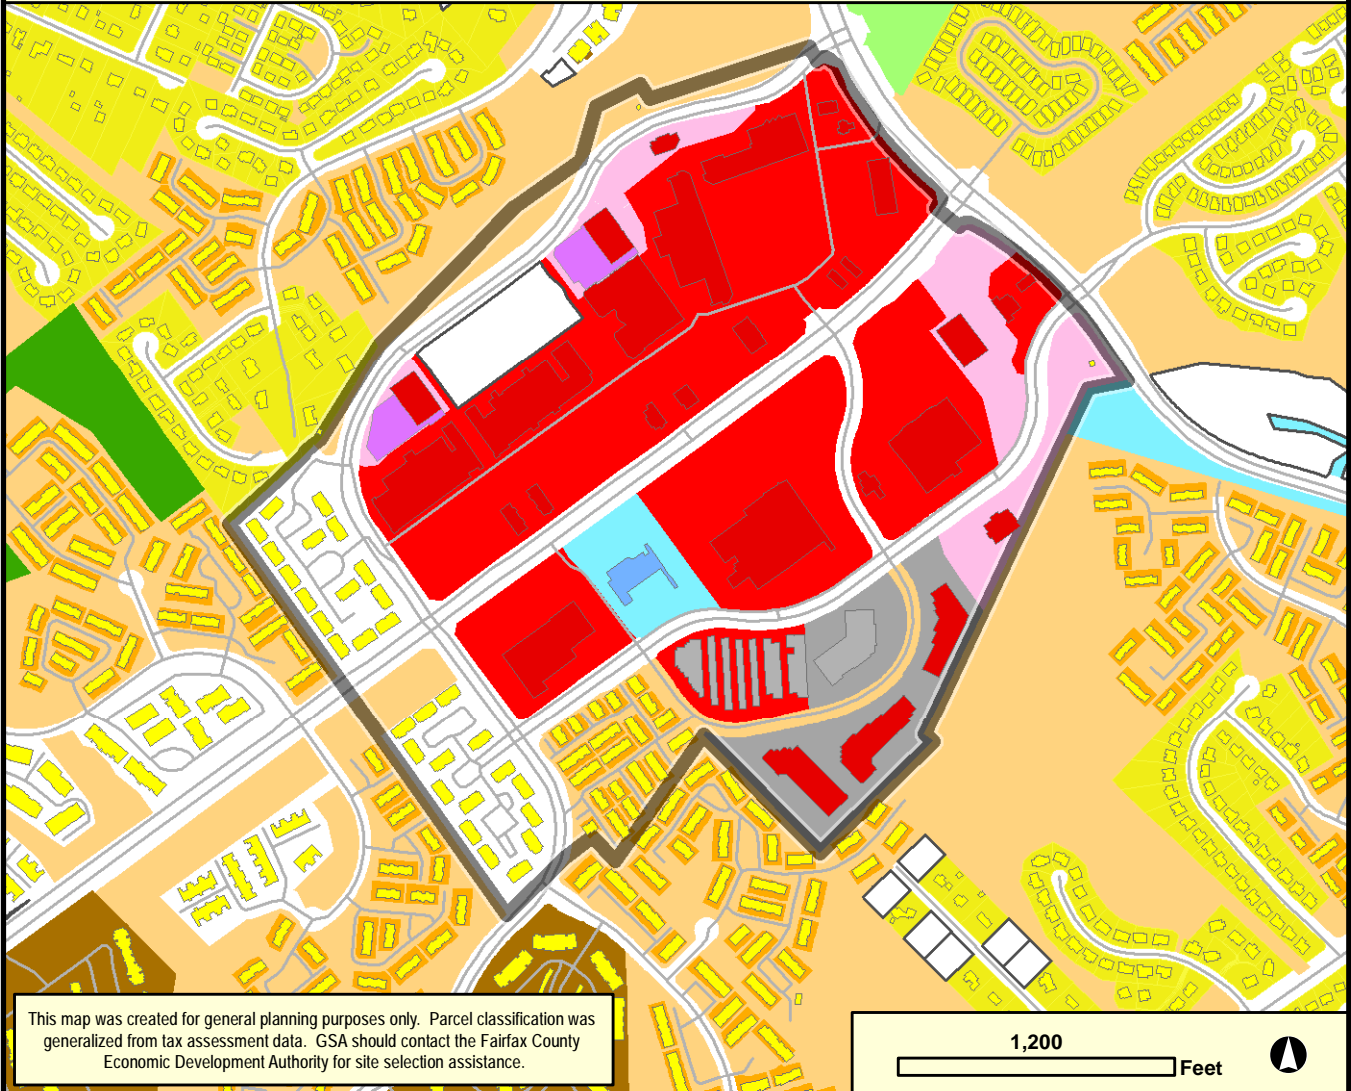 This map was created for general planning purposes only. Parcel classification was
generalized from tax assessment data. GSA should contact the Fairfax County
Economic Development Authority for site selection assistance.
1,200
Feet